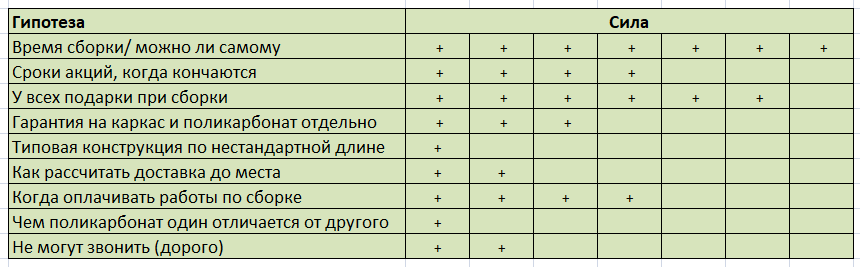 Гипотеза Сила
Время сборки/ можно ли самому + + + + + + +
Сроки акций, когда кончаются + + + +
У всех подарки при сборки + + + + + +
Гарантия на каркас и поликарбонат отдельно + + +
Типовая конструкция по нестандартной длине +
Как рассчитать доставка до места + +
Когда оплачивать работы по сборке + + + +
Чем поликарбонат один отличается от другого +
Не могут звонить (дорого) + +